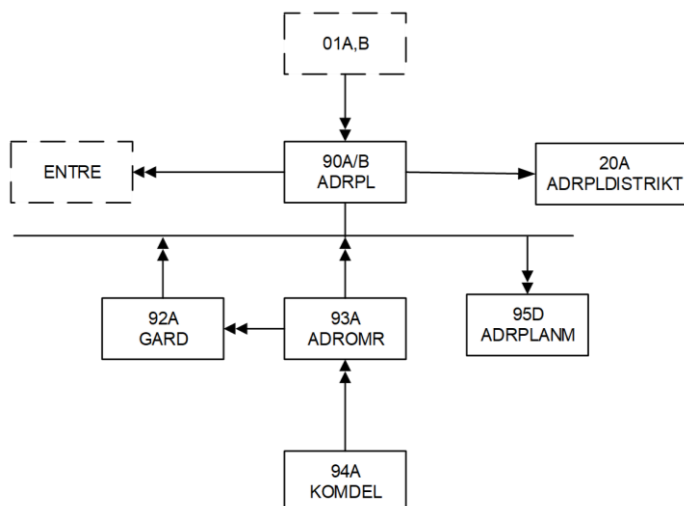 01A,B
ENTRE
90A/B
ADRPL
20A
ADRPLDISTRIKT
92A
GARD
93A
ADROMR
95D
ADRPLANM
94A
KOMDEL